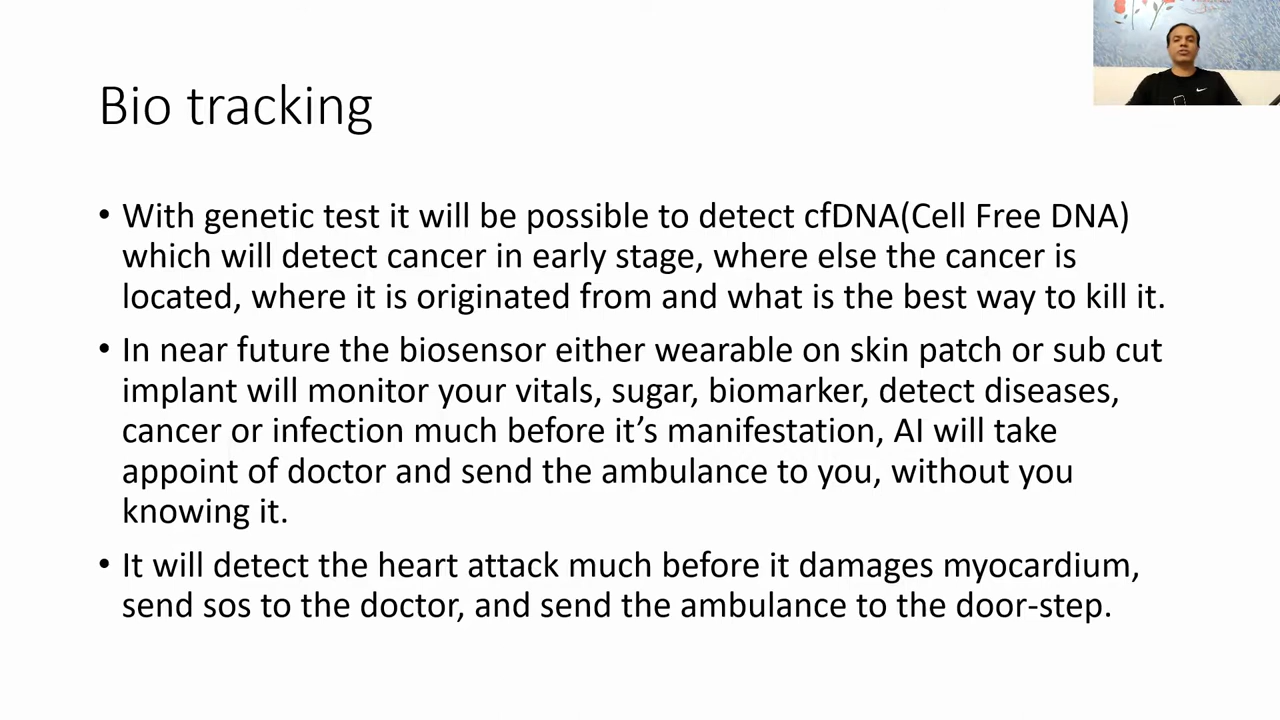 Bio tracking
• With genetic test it will be possible to detect cfDNA(Cell Free DNA)
which will detect cancer in early stage, where else the cancer is
located, where it is originated from and what is the best way to kill it.
• In near future the biosensor either wearable on skin patch or sub cut
implant will monitor your vitals, sugar, biomarker, detect diseases,
cancer or infection much before it’s manifestation, AI will take
appoint of doctor and send the ambulance to you, without you
knowing it.
• It will detect the heart attack much before it damages myocardium,
send sos to the doctor, and send the ambulance to the door-step.